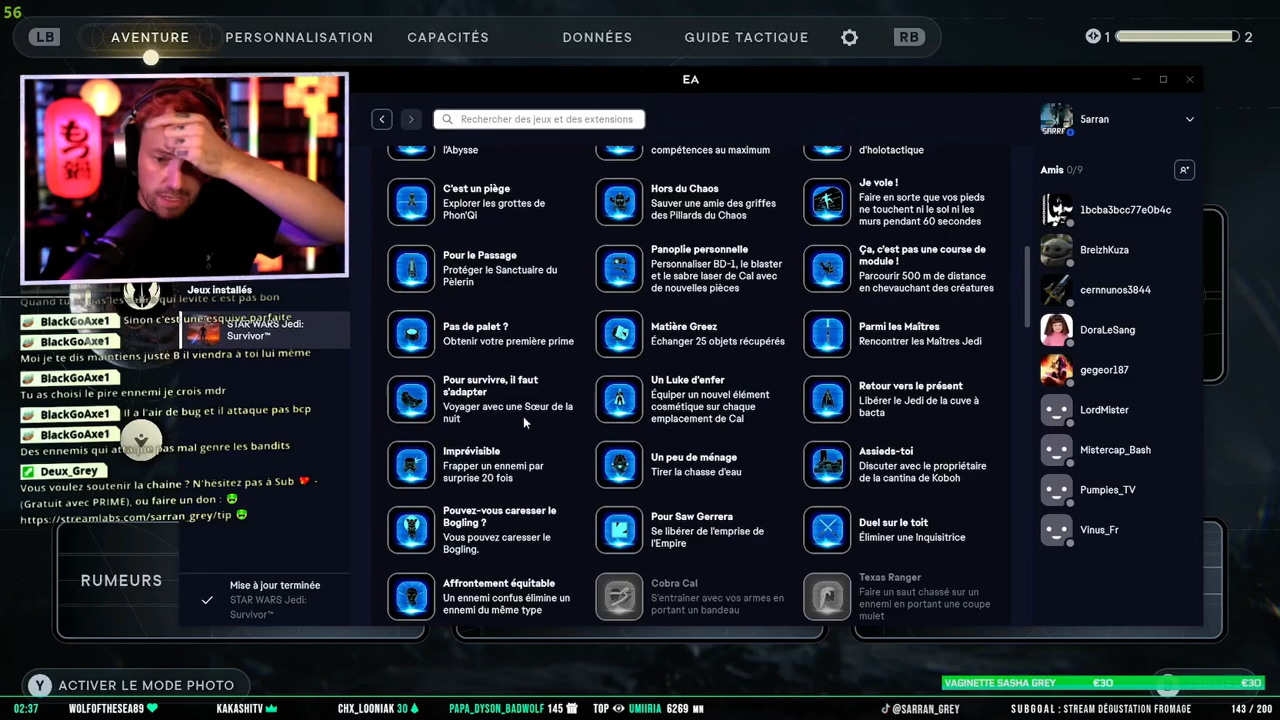 56
LB
AVENTURE
PERSONNALISATION
CAPACITÉS
DONNÉES
GUIDE TACTIQUE
RB
1
2
EA
Rechercher des jeux et des extensions
5arran
l'Abysse
compétences au maximum
d'holotactique
Amis 0/9
C'est un piège
Explorer les grottes de
Phon'Qi
Hors du Chaos
Sauver une amie des griffes
des Pillards du Chaos
Je vole !
Faire en sorte que vos pieds
ne touchent ni le sol ni les
murs pendant 60 secondes
1bcba3bcc77e0b4c
BreizhKuza
cernnunos3844
DoraLeSang
gegeor187
LordMister
Mistercap_Bash
Pumpies_TV
Vinus_Fr
Pour le Passage
Protéger le Sanctuaire du
Pèlerin
Panoplie personnelle
Personnaliser BD-1, le blaster
et le sabre laser de Cal avec
de nouvelles pièces
Ça, c'est pas une course de
module !
Parcourir 500 m de distance
en chevauchant des créatures
Pas de palet ?
Obtenir votre première prime
Matière Greez
Échanger 25 objets récupérés
Parmi les Maîtres
Rencontrer les Maîtres Jedi
Pour survivre, il faut
s'adapter
Voyager avec une Sœur de la
nuit
Un Luke d'enfer
Équiper un nouvel élément
cosmétique sur chaque
emplacement de Cal
Retour vers le présent
Libérer le Jedi de la cuve à
bacta
Imprévisible
Frapper un ennemi par
surprise 20 fois
Un peu de ménage
Tirer la chasse d'eau
Assieds-toi
Discuter avec le propriétaire
de la cantina de Koboh
Pouvez-vous caresser le
Bogling ?
Vous pouvez caresser le
Bogling.
Pour Saw Gerrera
Se libérer de l'emprise de
l'Empire
Duel sur le toit
Éliminer une Inquisitrice
Affrontement équitable
Un ennemi confus élimine un
ennemi du même type
Cobra Cal
S'entraîner avec vos armes en
portant un bandeau
Texas Ranger
Faire un saut chassé sur un
ennemi en portant une coupe
mulet
Jeux installés
STAR WARS Jedi:
Survivor™
BlackGoAxe1 Sinon c'est une esquive parfaite
BlackGoAxe1
Moi je te dis maintiens juste B il viendra à toi lui même
BlackGoAxe1
Tu as choisi le pire ennemi je crois mdr
BlackGoAxe1 Il a l'air de bug et il attaque pas bcp
BlackGoAxe1
Des ennemis qui attaque pas mal genre les bandits
Deux_Grey
Vous voulez soutenir la chaine ? N'hésitez pas à Sub -
(Gratuit avec PRIME), ou faire un don :
https://streamlabs.com/sarran_grey/tip
RUMEURS
Mise à jour terminée
STAR WARS Jedi:
Survivor™
Y ACTIVER LE MODE PHOTO
VAGINETTE SASHA GREY €30 €30
02:37 WOLFOFTHESEA89 KAKASHITV CHX_LOONIAK 30 PAPA_DYSON_BADWOLF 145 TOP UMIIRIA 6269 MN @SARRAN_GREY SUBGOAL : STREAM DÉGUSTATION FROMAGE 143 / 200